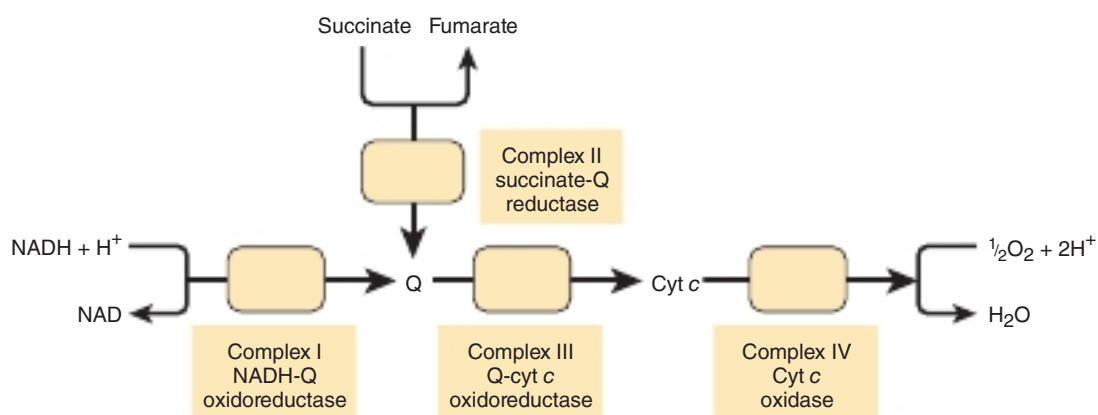 Succinate Fumarate
Complex II
succinate-Q
reductase
NADH + H⁺
Q
Cyt c
½O₂ + 2H⁺
NAD
H₂O
Complex I
NADH-Q
oxidoreductase
Complex III
Q-cyt c
oxidoreductase
Complex IV
Cyt c
oxidase